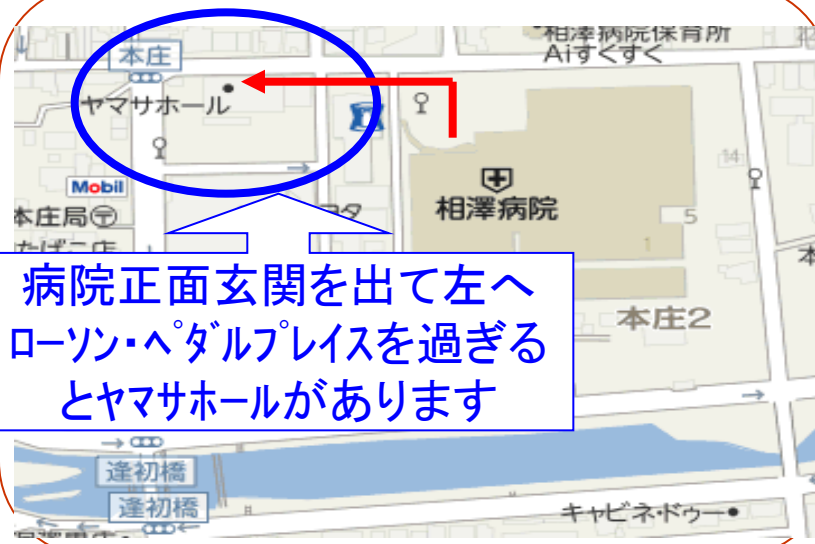 相澤病院保育所
Aiすくすく
本庄
ヤマサホール
Mobil
本庄局
たばこ店
相澤病院
14
5
1
本庄2
病院正面玄関を出て左へ
ローソン・ペダルプレイスを過ぎる
とヤマサホールがあります
逢初橋
逢初橋
キャビネ・ドゥー